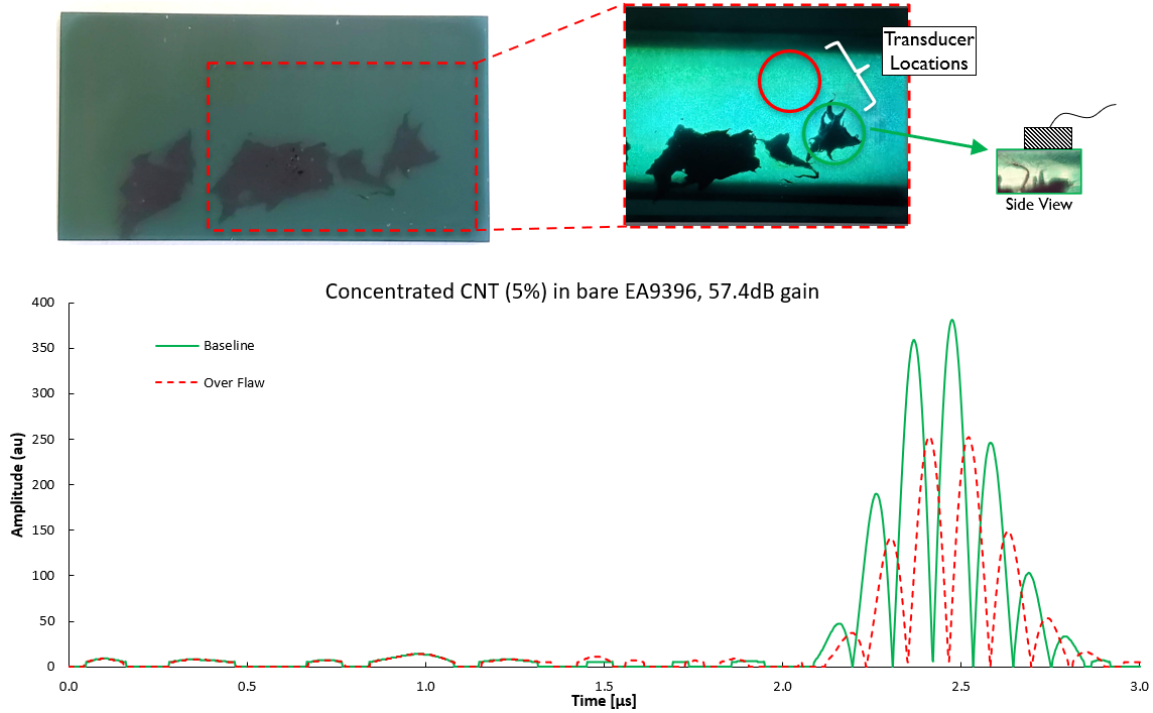 Transducer
Locations
Side View
Concentrated CNT (5%) in bare EA9396, 57.4dB gain
400
350
300
250
200
150
100
50
0
Amplitude (au)
Baseline
Over Flaw
0.0
0.5
1.0
1.5
2.0
2.5
3.0
Time [µs]